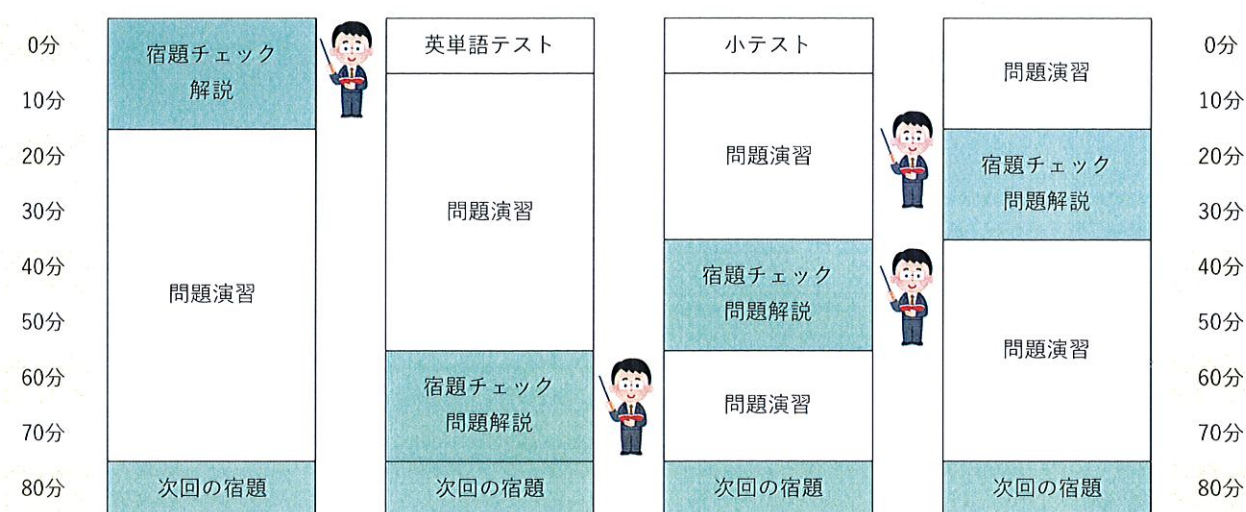 0分
10分
20分
30分
40分
50分
60分
70分
80分
宿題チェック
解説
問題演習
次回の宿題
英単語テスト
問題演習
宿題チェック
問題解説
次回の宿題
小テスト
問題演習
宿題チェック
問題解説
問題演習
次回の宿題
問題演習
宿題チェック
問題解説
問題演習
次回の宿題
0分
10分
20分
30分
40分
50分
60分
70分
80分